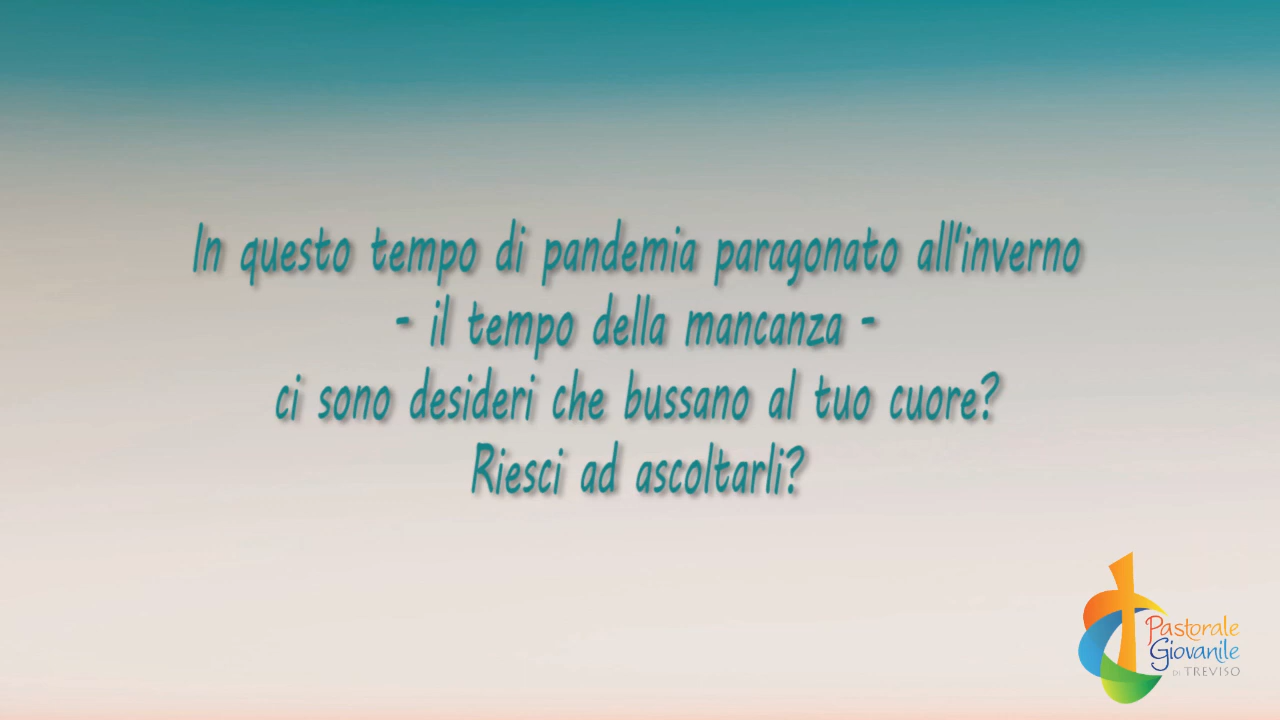 In questo tempo di pandemia paragonato all'inverno
- il tempo della mancanza -
ci sono desideri che bussano al tuo cuore?
Riesci ad ascoltarli?
Pastorale
Giovanile
DI TREVISO